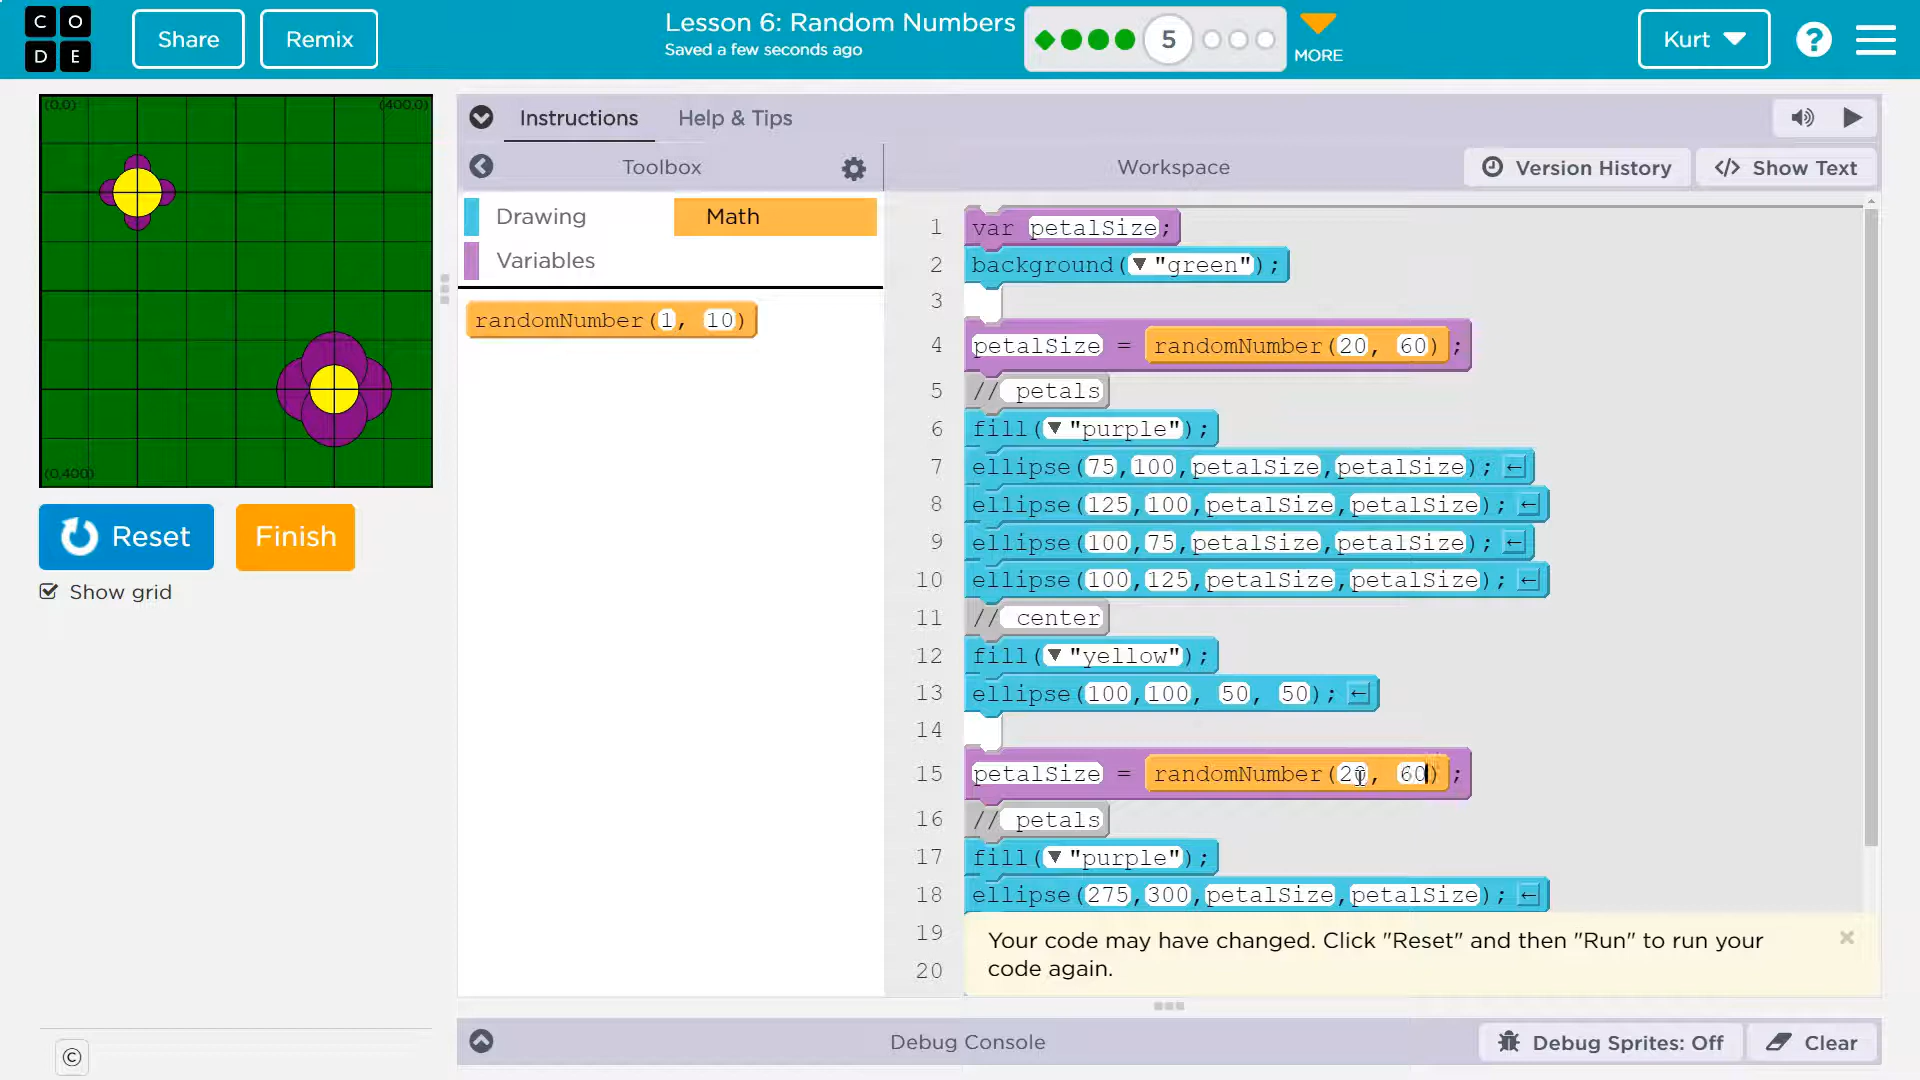 C O
D E
Share
Remix
Lesson 6: Random Numbers
Saved a few seconds ago
5
MORE
Kurt
?
(0,0)
(400,0)
(0,400)
Reset
Finish
Show grid
©
Instructions
Help & Tips
Toolbox
Workspace
Version History
</> Show Text
Drawing
Math
Variables
randomNumber(1, 10)
1 var petalSize;
2 background("green");
3
4 petalSize = randomNumber(20, 60);
5 // petals
6 fill("purple");
7 ellipse(75,100,petalSize,petalSize);
8 ellipse(125,100,petalSize,petalSize);
9 ellipse(100,75,petalSize,petalSize);
10 ellipse(100,125,petalSize,petalSize);
11 // center
12 fill("yellow");
13 ellipse(100,100, 50, 50);
14
15 petalSize = randomNumber(20, 60);
16 // petals
17 fill("purple");
18 ellipse(275,300,petalSize,petalSize);
19
20
Your code may have changed. Click "Reset" and then "Run" to run your
code again.
Debug Console
Debug Sprites: Off
Clear